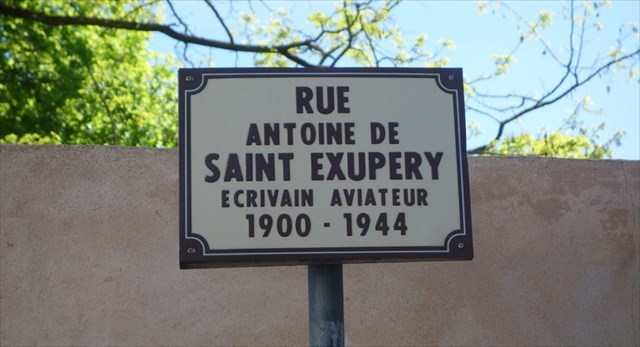 RUE
ANTOINE DE
SAINT EXUPERY
ECRIVAIN AVIATEUR
1900 - 1944